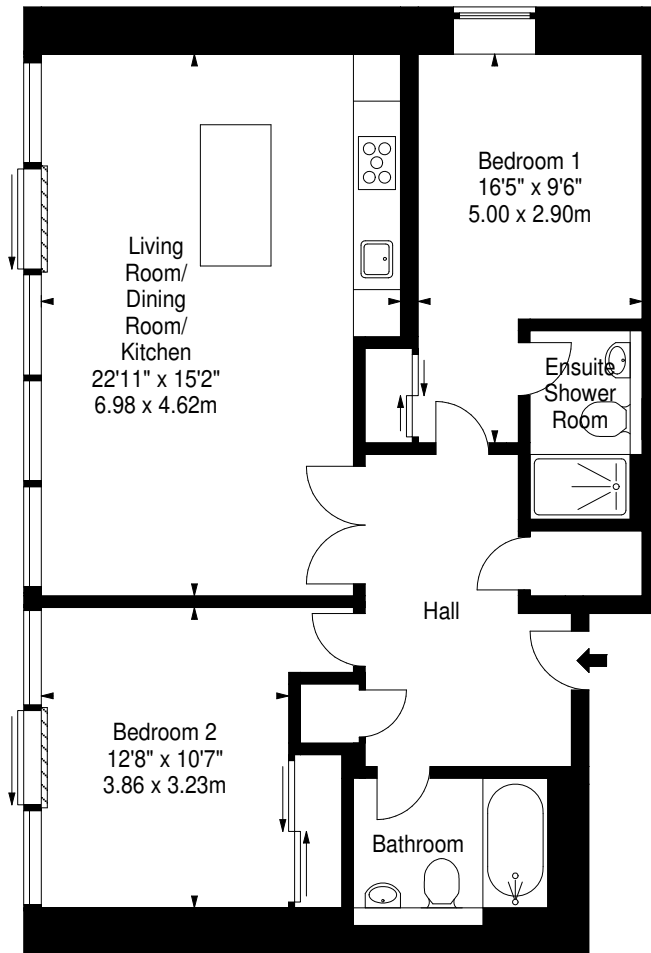 Bedroom 1
16'5" x 9'6"
5.00 x 2.90m
Living
Room/
Dining
Room/
Kitchen
22'11" x 15'2"
6.98 x 4.62m
Ensuite
Shower
Room
Hall
Bedroom 2
12'8" x 10'7"
3.86 x 3.23m
Bathroom